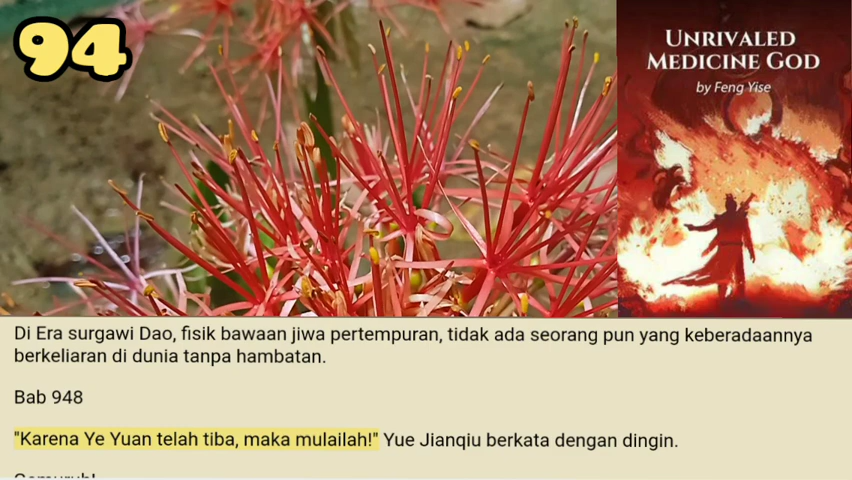 94
UNRIVALED
MEDICINE GOD
by Feng Yise
Di Era surgawi Dao, fisik bawaan jiwa pertempuran, tidak ada seorang pun yang keberadaannya
berkeliaran di dunia tanpa hambatan.
Bab 948
"Karena Ye Yuan telah tiba, maka mulailah!" Yue Jianqiu berkata dengan dingin.